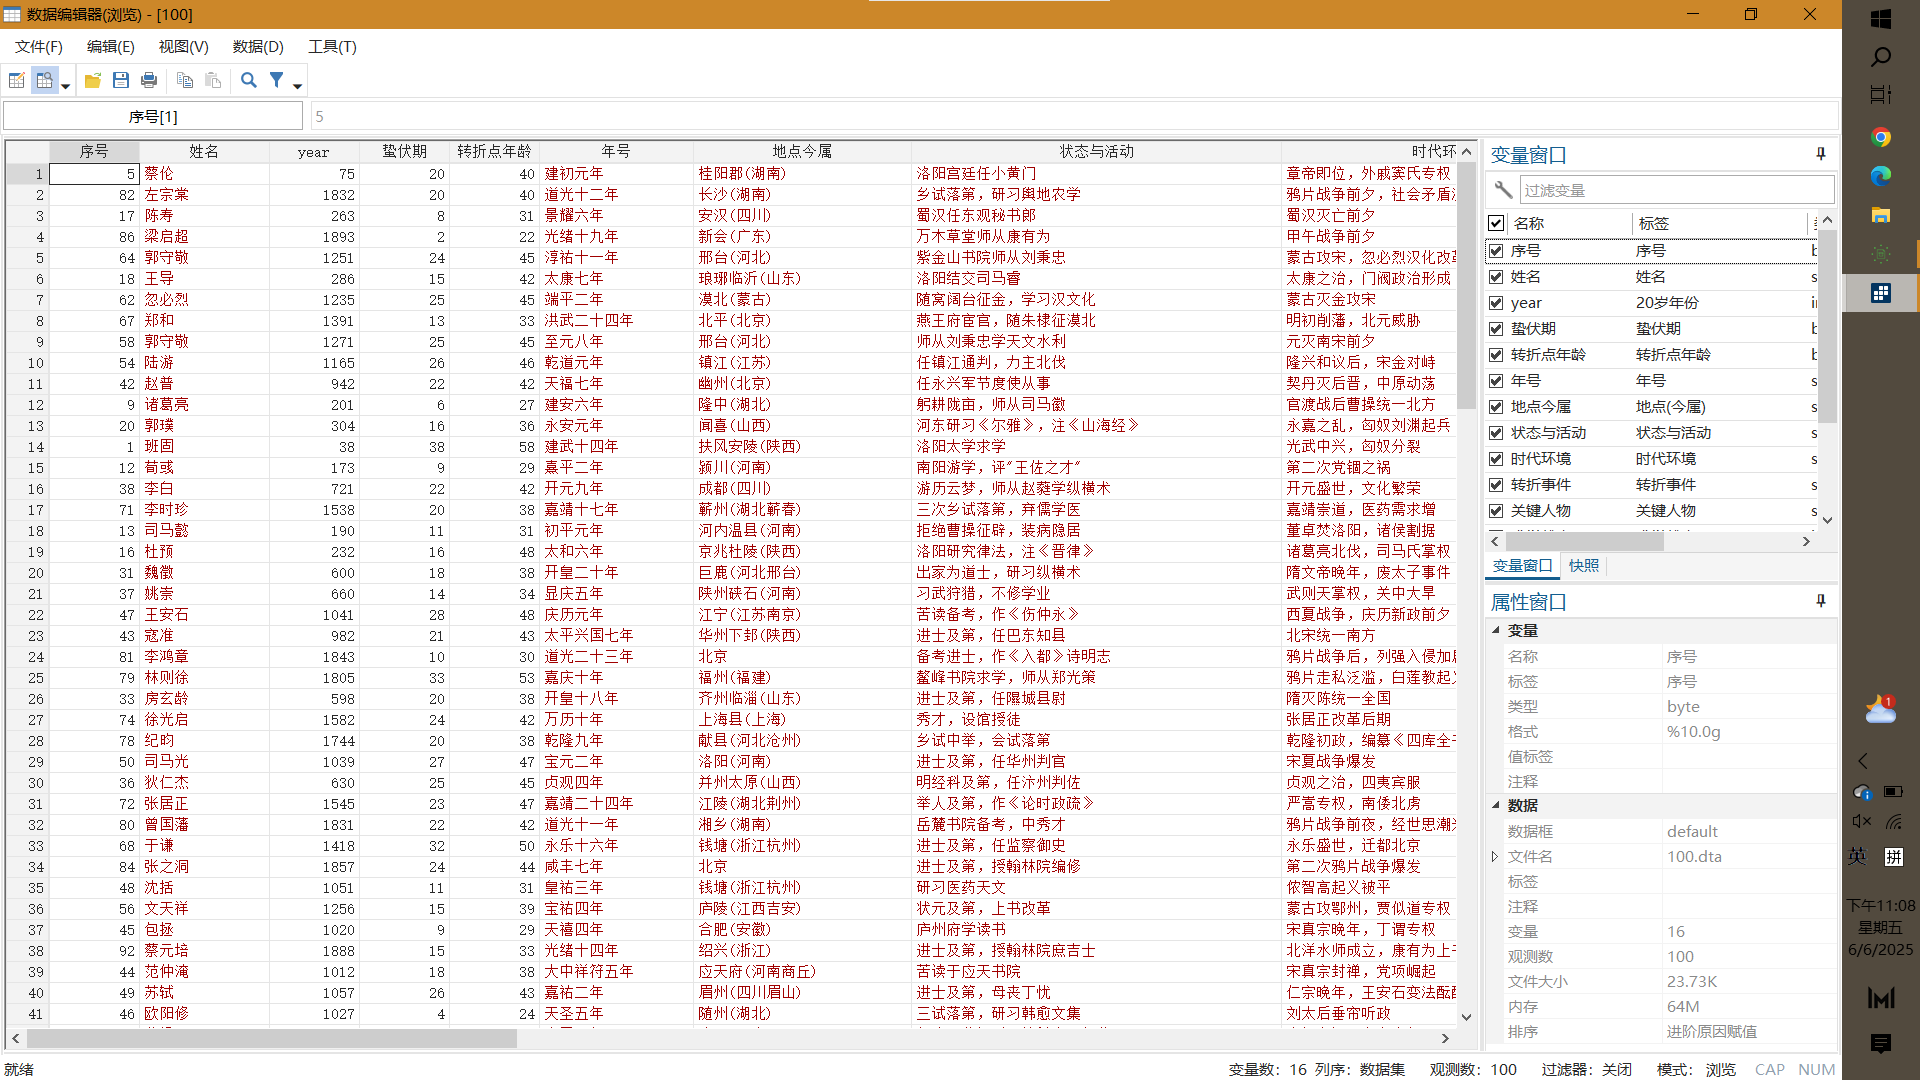 数据编辑器(浏览) - [100]
文件(F) 编辑(E) 视图(V) 数据(D) 工具(T)
序号[1] 5
序号 姓名 year 蛰伏期 转折点年龄 年号 地点今属 状态与活动 时代环
1 5 蔡伦 75 20 40 建初元年 桂阳郡(湖南) 洛阳宫廷任小黄门 章帝即位，外戚窦氏专权
2 82 左宗棠 1832 20 40 道光十二年 长沙(湖南) 乡试落第，研习舆地农学 鸦片战争前夕，社会矛盾
3 17 陈寿 263 8 31 景耀六年 安汉(四川) 蜀汉任东观秘书郎 蜀汉灭亡前夕
4 86 梁启超 1893 2 22 光绪十九年 新会(广东) 万木草堂师从康有为 甲午战争前夕
5 64 郭守敬 1251 24 45 淳祐十一年 邢台(河北) 紫金山书院师从刘秉忠 蒙古攻宋，忽必烈汉化改
6 18 王导 286 15 42 太康七年 琅琊临沂(山东) 洛阳结交司马睿 太康之治，门阀政治形成
7 62 忽必烈 1235 25 45 端平二年 漠北(蒙古) 随窝阔台征金，学习汉文化 蒙古灭金攻宋
8 67 郑和 1391 13 33 洪武二十四年 北平(北京) 燕王府宦官，随朱棣征漠北 明初削藩，北元威胁
9 58 郭守敬 1271 25 45 至元八年 邢台(河北) 师从刘秉忠学天文水利 元灭南宋前夕
10 54 陆游 1165 26 46 乾道元年 镇江(江苏) 任镇江通判，力主北伐 隆兴和议后，宋金对峙
11 42 赵普 942 22 42 天福七年 幽州(北京) 任永兴军节度使从事 契丹灭后晋，中原动荡
12 9 诸葛亮 201 6 27 建安六年 隆中(湖北) 躬耕陇亩，师从司马徽 官渡战后曹操统一北方
13 20 郭璞 304 16 36 永安元年 闻喜(山西) 河东研习《尔雅》，注《山海经》 永嘉之乱，匈奴刘渊起兵
14 1 班固 38 38 58 建武十四年 扶风安陵(陕西) 洛阳太学求学 光武中兴，匈奴分裂
15 12 荀彧 173 9 29 熹平二年 颍川(河南) 南阳游学，评"王佐之才" 第二次党锢之祸
16 38 李白 721 22 42 开元九年 成都(四川) 游历云梦，师从赵蕤学纵横术 开元盛世，文化繁荣
17 71 李时珍 1538 20 38 嘉靖十七年 蕲州(湖北蕲春) 三次乡试落第，弃儒学医 嘉靖崇道，医药需求增
18 13 司马懿 190 11 31 初平元年 河内温县(河南) 拒绝曹操征辟，装病隐居 董卓焚洛阳，诸侯割据
19 16 杜预 232 16 48 太和六年 京兆杜陵(陕西) 洛阳研究律法，注《晋律》 诸葛亮北伐，司马氏掌权
20 31 魏徵 600 18 38 开皇二十年 巨鹿(河北邢台) 出家为道士，研习纵横术 隋文帝晚年，废太子事件
21 37 姚崇 660 14 34 显庆五年 陕州硖石(河南) 习武狩猎，不修学业 武则天掌权，关中大旱
22 47 王安石 1041 28 48 庆历元年 江宁(江苏南京) 苦读备考，作《伤仲永》 西夏战争，庆历新政前夕
23 43 寇准 982 21 43 太平兴国七年 华州下邽(陕西) 进士及第，任巴东知县 北宋统一南方
24 81 李鸿章 1843 10 30 道光二十三年 北京 备考进士，作《入都》诗明志 鸦片战争后，列强入侵加
25 79 林则徐 1805 33 53 嘉庆十年 福州(福建) 鳌峰书院求学，师从郑光策 鸦片走私泛滥，白莲教起
26 33 房玄龄 598 20 38 开皇十八年 齐州临淄(山东) 进士及第，任隰城县尉 隋灭陈统一全国
27 74 徐光启 1582 24 42 万历十年 上海县(上海) 秀才，设馆授徒 张居正改革后期
28 78 纪昀 1744 20 38 乾隆九年 献县(河北沧州) 乡试中举，会试落第 乾隆初政，编纂《四库全
29 50 司马光 1039 27 47 宝元二年 洛阳(河南) 进士及第，任华州判官 宋夏战争爆发
30 36 狄仁杰 630 25 45 贞观四年 并州太原(山西) 明经科及第，任汴州判佐 贞观之治，四夷宾服
31 72 张居正 1545 23 47 嘉靖二十四年 江陵(湖北荆州) 举人及第，作《论时政疏》 严嵩专权，南倭北虏
32 80 曾国藩 1831 22 42 道光十一年 湘乡(湖南) 岳麓书院备考，中秀才 鸦片战争前夜，经世思潮
33 68 于谦 1418 32 50 永乐十六年 钱塘(浙江杭州) 进士及第，任监察御史 永乐盛世，迁都北京
34 84 张之洞 1857 24 44 咸丰七年 北京 进士及第，授翰林院编修 第二次鸦片战争爆发
35 48 沈括 1051 11 31 皇祐三年 钱塘(浙江杭州) 研习医药天文 侬智高起义被平
36 56 文天祥 1256 15 39 宝祐四年 庐陵(江西吉安) 状元及第，上书改革 蒙古攻鄂州，贾似道专权
37 45 包拯 1020 9 29 天禧四年 合肥(安徽) 庐州府学读书 宋真宗晚年，丁谓专权
38 92 蔡元培 1888 15 33 光绪十四年 绍兴(浙江) 进士及第，授翰林院庶吉士 北洋水师成立，康有为上
39 44 范仲淹 1012 18 38 大中祥符五年 应天府(河南商丘) 苦读于应天书院 宋真宗封禅，党项崛起
40 49 苏轼 1057 26 43 嘉祐二年 眉州(四川眉山) 进士及第，母丧丁忧 仁宗晚年，王安石变法酝
41 46 欧阳修 1027 4 24 天圣五年 随州(湖北) 三试落第，研习韩愈文集 刘太后垂帘听政
变量窗口
过滤变量
名称 标签
序号 序号
姓名 姓名 s
year 20岁年份
蛰伏期 蛰伏期
转折点年龄 转折点年龄
年号 年号 s
地点今属 地点(今属) s
状态与活动 状态与活动 s
时代环境 时代环境 s
转折事件 转折事件 s
关键人物 关键人物 s
变量窗口 快照
属性窗口
变量
名称 序号
标签 序号
类型 byte
格式 %10.0g
值标签
注释
数据
数据框 default
文件名 100.dta
标签
注释
变量 16
观测数 100
文件大小 23.73K
内存 64M
排序 进阶原因赋值
就绪 变量数: 16 列序: 数据集 观测数: 100 过滤器: 关闭 模式: 浏览 CAP NUM
1
英 拼
下午11:08
星期五
6/6/2025